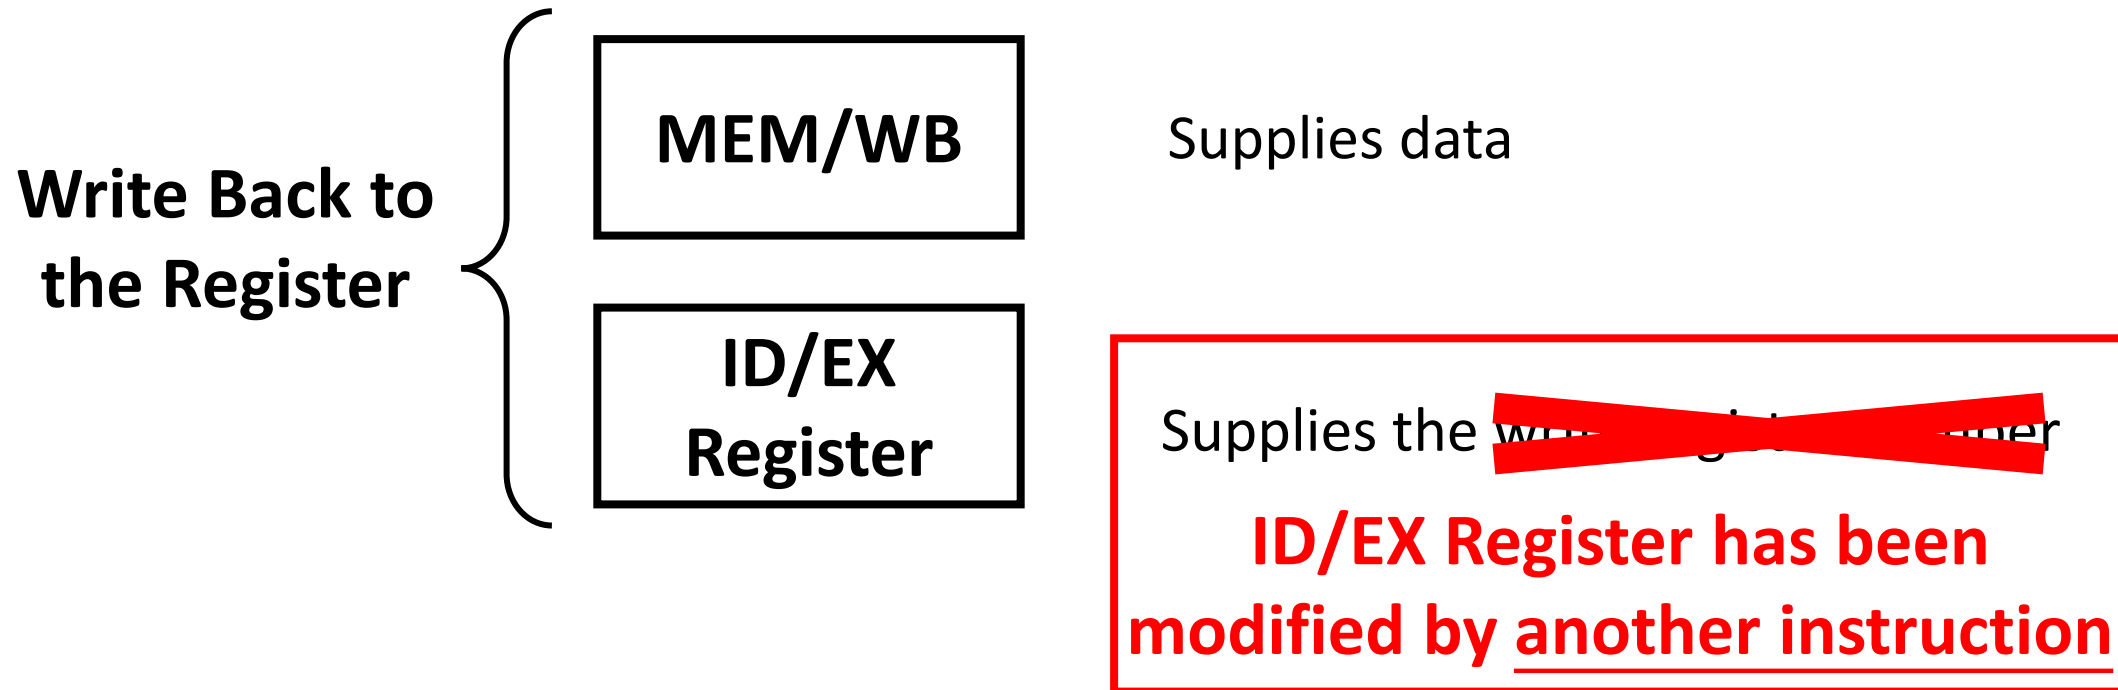 Write Back to
the Register
MEM/WB
Supplies data
ID/EX
Register
Supplies the
ID/EX Register has been
modified by another instruction